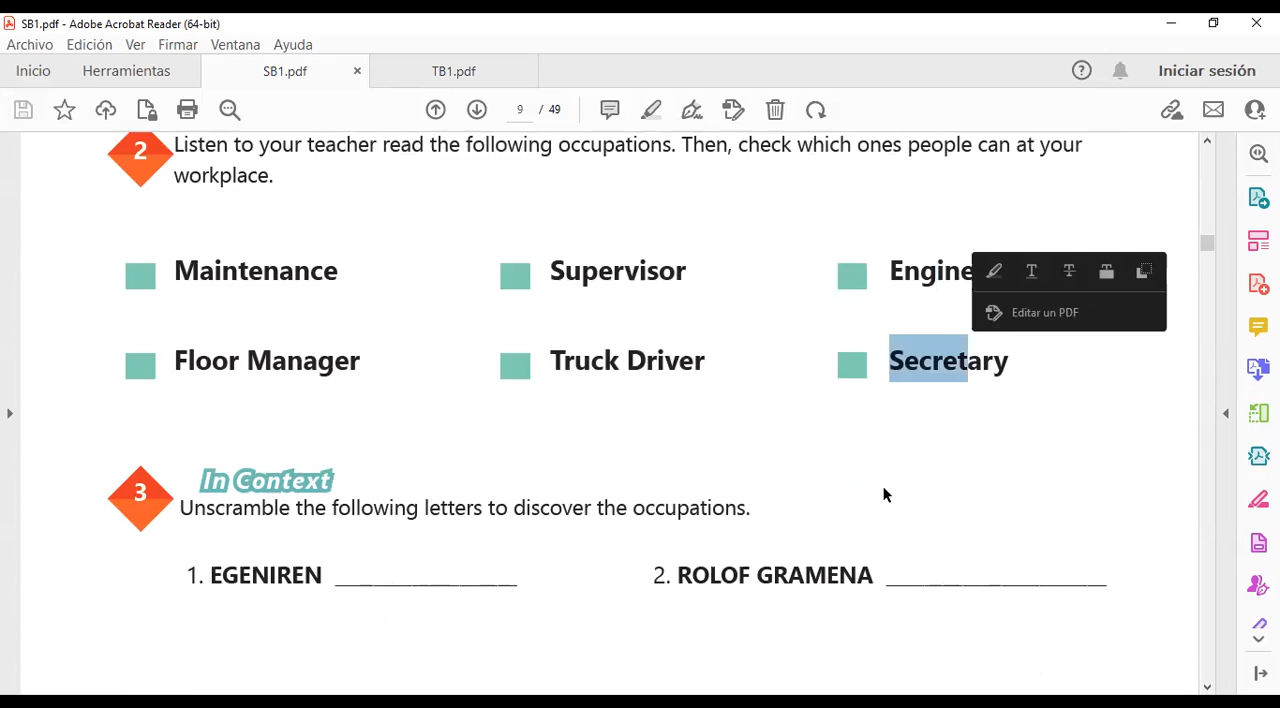 SB1.pdf - Adobe Acrobat Reader (64-bit)
Archivo Edición Ver Firmar Ventana Ayuda
Inicio Herramientas SB1.pdf × TB1.pdf Iniciar sesión
9 / 49
2 Listen to your teacher read the following occupations. Then, check which ones people can at your
workplace.
Maintenance Supervisor Engine
Editar un PDF
Floor Manager Truck Driver Secretary
In Context
3 Unscramble the following letters to discover the occupations.
1. EGENIREN ________________ 2. ROLOF GRAMENA ___________________